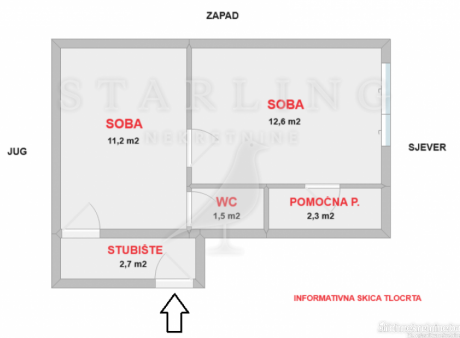 ZAPAD
STARLING
NEKRETNINE
SOBA
12,6 m2
SOBA
11,2 m2
JUG
SJEVER
WC
1,5 m2
POMOĆNA P.
2,3 m2
STUBIŠTE
2,7 m2
INFORMATIVNA SKICA TLOCRTA